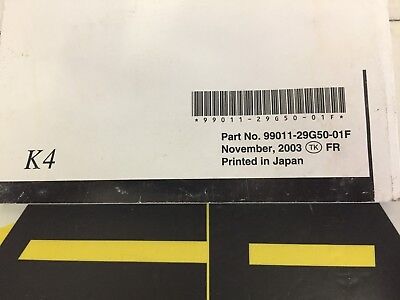 *99011-29G50-01F*
Part No. 99011-29G50-01F
November, 2003 TK FR
Printed in Japan
K4